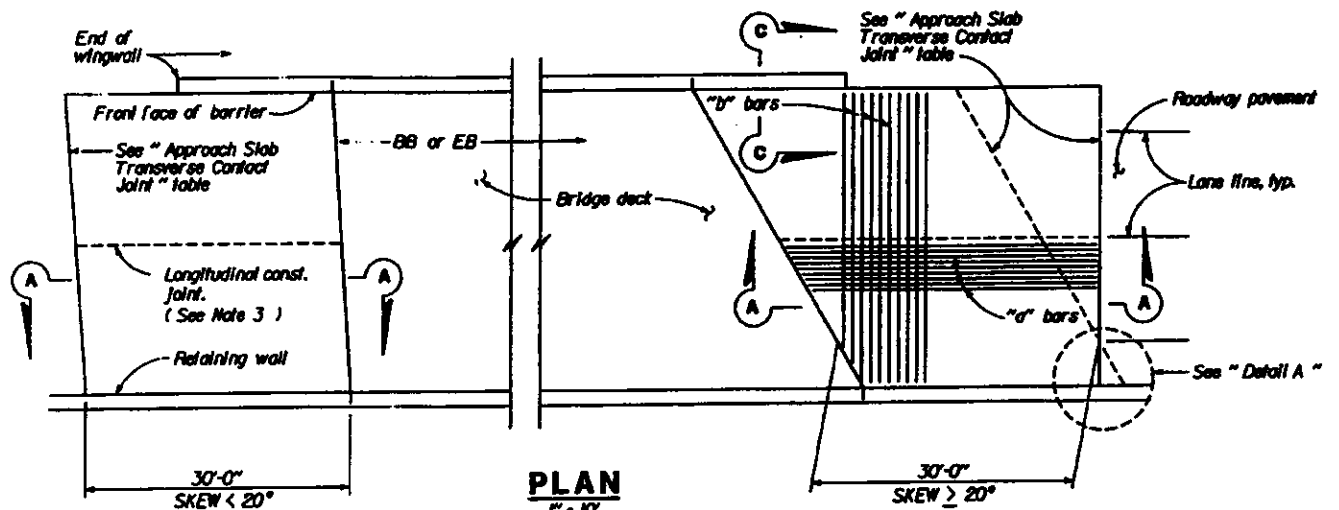 End of
wingwall
Front face of barrier
See "Approach Slab
Transverse Contact
Joint" table
BB or EB
Longitudinal const.
joint.
(See Note 3)
Retaining wall
A
A
30'-0"
SKEW < 20°
Bridge deck
PLAN
1" = 10'
C
C
"b" bars
See "Approach Slab
Transverse Contact
Joint" table
Roadway pavement
Lane line, typ.
A
A
"a" bars
See "Detail A"
30'-0"
SKEW ≥ 20°